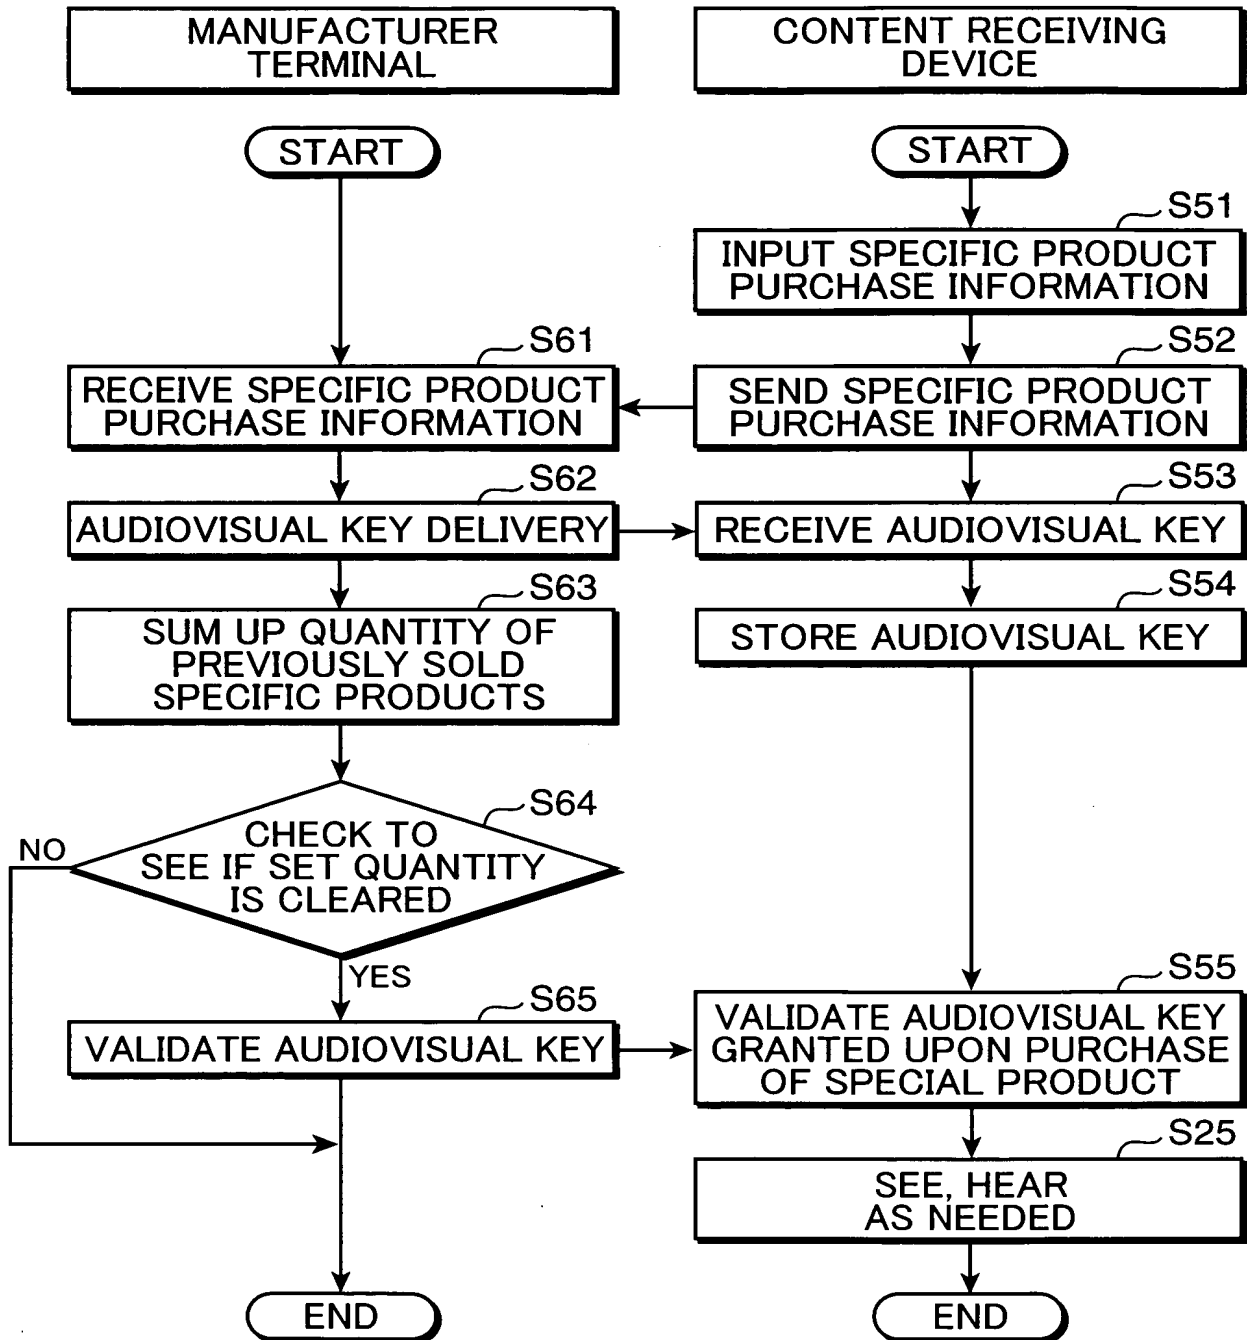 MANUFACTURER
TERMINAL
CONTENT RECEIVING
DEVICE
START
START
S51
INPUT SPECIFIC PRODUCT
PURCHASE INFORMATION
S61
RECEIVE SPECIFIC PRODUCT
PURCHASE INFORMATION
S52
SEND SPECIFIC PRODUCT
PURCHASE INFORMATION
S62
AUDIOVISUAL KEY DELIVERY
S53
RECEIVE AUDIOVISUAL KEY
S63
SUM UP QUANTITY OF
PREVIOUSLY SOLD
SPECIFIC PRODUCTS
S54
STORE AUDIOVISUAL KEY
S64
CHECK TO
SEE IF SET QUANTITY
IS CLEARED
NO
YES
S65
VALIDATE AUDIOVISUAL KEY
S55
VALIDATE AUDIOVISUAL KEY
GRANTED UPON PURCHASE
OF SPECIAL PRODUCT
S25
SEE, HEAR
AS NEEDED
END
END